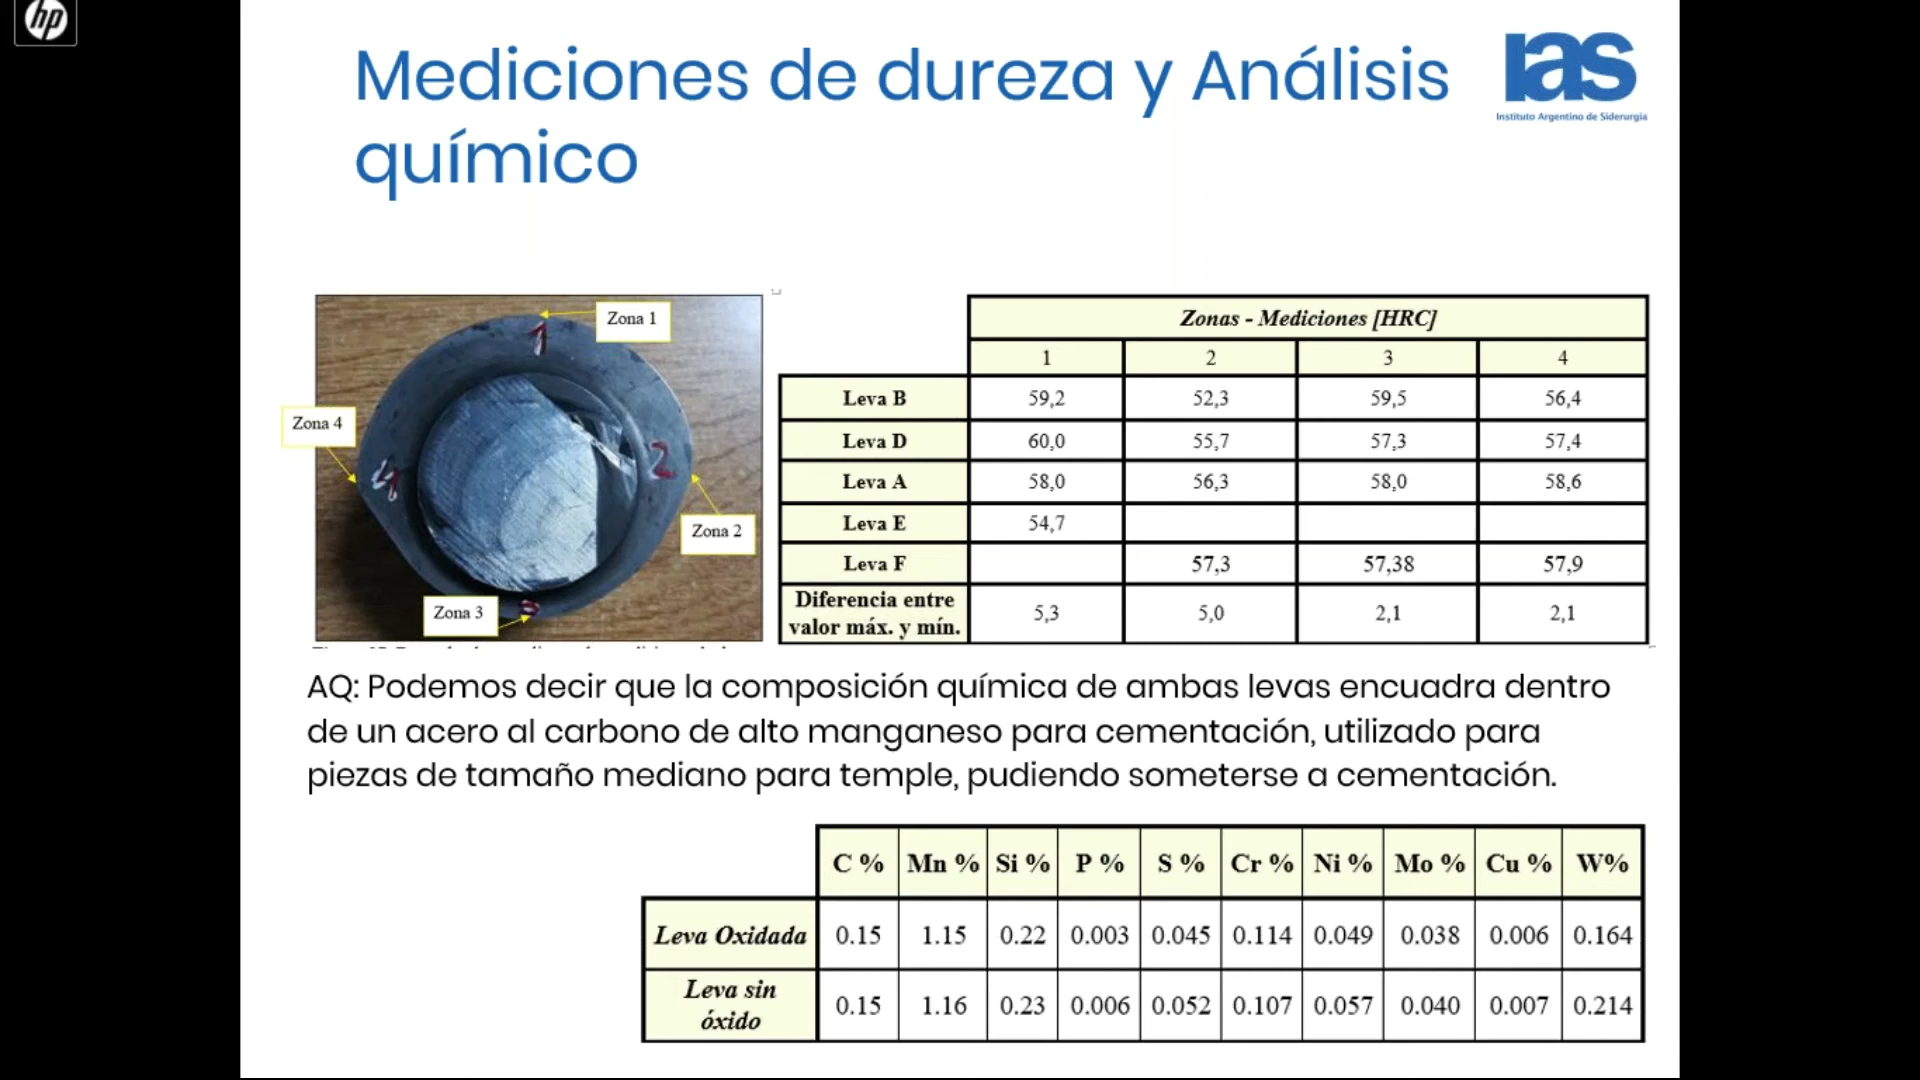 hp
Mediciones de dureza y Análisis
químico
ias
Instituto Argentino de Siderurgia
Zona 1
Zona 4
Zona 2
Zona 3
1
2
3
4
Zonas - Mediciones [HRC]
1 2 3 4
Leva B 59,2 52,3 59,5 56,4
Leva D 60,0 55,7 57,3 57,4
Leva A 58,0 56,3 58,0 58,6
Leva E 54,7
Leva F 57,3 57,38 57,9
Diferencia entre
valor máx. y mín. 5,3 5,0 2,1 2,1
AQ: Podemos decir que la composición química de ambas levas encuadra dentro
de un acero al carbono de alto manganeso para cementación, utilizado para
piezas de tamaño mediano para temple, pudiendo someterse a cementación.
C % Mn % Si % P % S % Cr % Ni % Mo % Cu % W%
Leva Oxidada 0.15 1.15 0.22 0.003 0.045 0.114 0.049 0.038 0.006 0.164
Leva sin
óxido 0.15 1.16 0.23 0.006 0.052 0.107 0.057 0.040 0.007 0.214